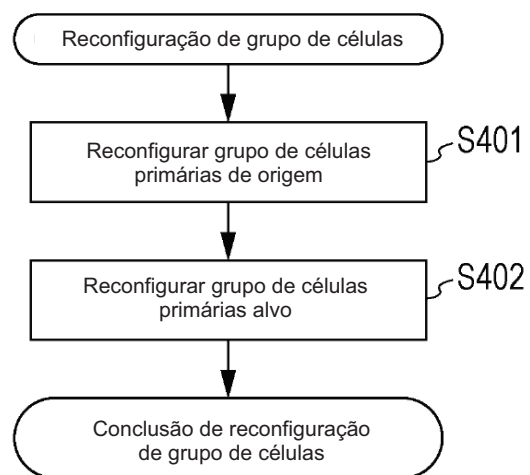 Reconfiguração de grupo de células
Reconfigurar grupo de células
primárias de origem
S401
Reconfigurar grupo de células
primárias alvo
S402
Conclusão de reconfiguração
de grupo de células